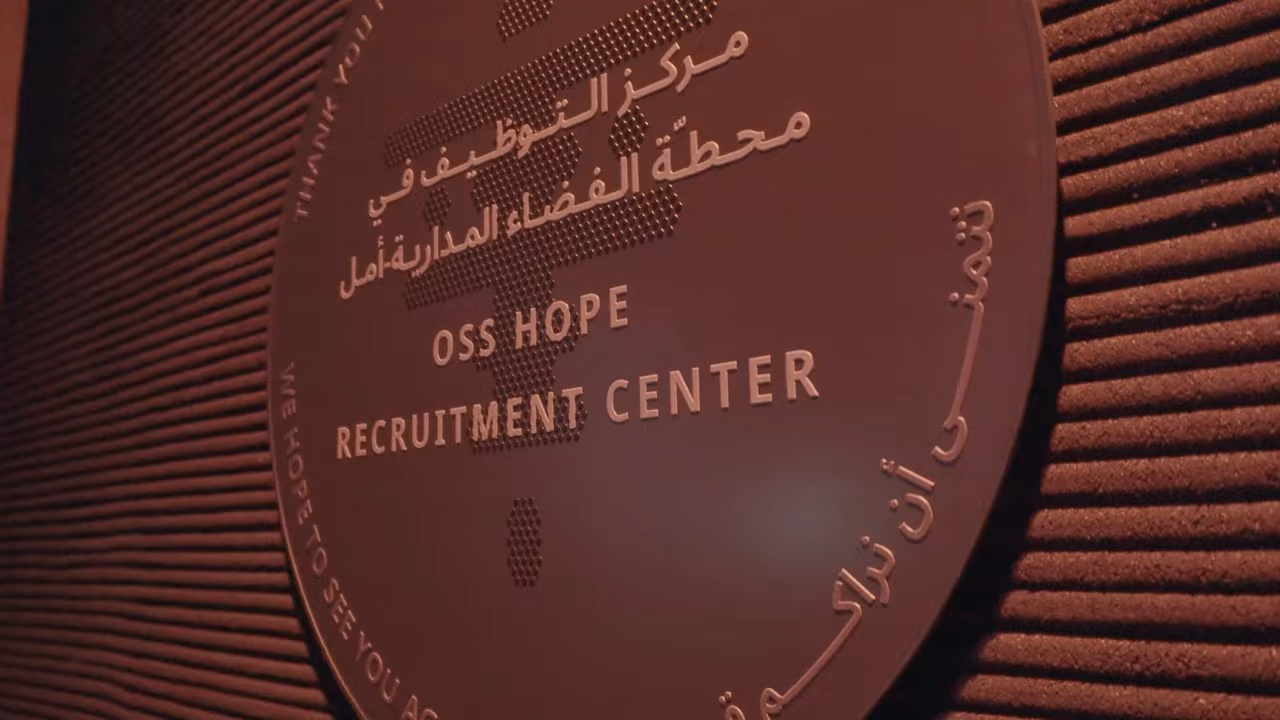 مركز التوظيف في
محطّة الفضاء المدارية-أمل
OSS HOPE
RECRUITMENT CENTER
THANK YOU
WE HOPE TO SEE YOU
نتمنى أن نراكم